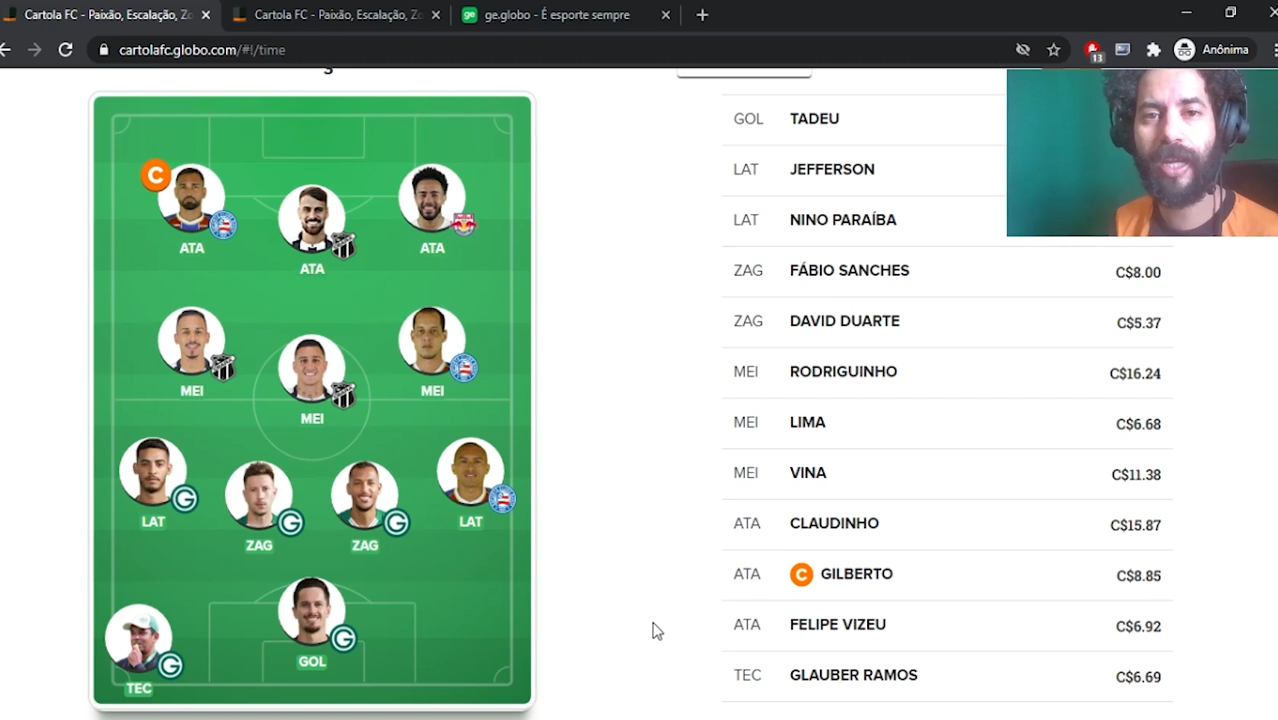 Cartola FC - Paixão, Escalação, Zo
Cartola FC - Paixão, Escalação, Zo
ge
ge.globo - É esporte sempre
cartolafc.globo.com/#!/time
13
Anônima
C
ATA
ATA
ATA
MEI
MEI
MEI
LAT
ZAG
ZAG
LAT
GOL
TEC
GOL TADEU
LAT JEFFERSON
LAT NINO PARAÍBA
ZAG FÁBIO SANCHES C$8.00
ZAG DAVID DUARTE C$5.37
MEI RODRIGUINHO C$16.24
MEI LIMA C$6.68
MEI VINA C$11.38
ATA CLAUDINHO C$15.87
ATA C GILBERTO C$8.85
ATA FELIPE VIZEU C$6.92
TEC GLAUBER RAMOS C$6.69